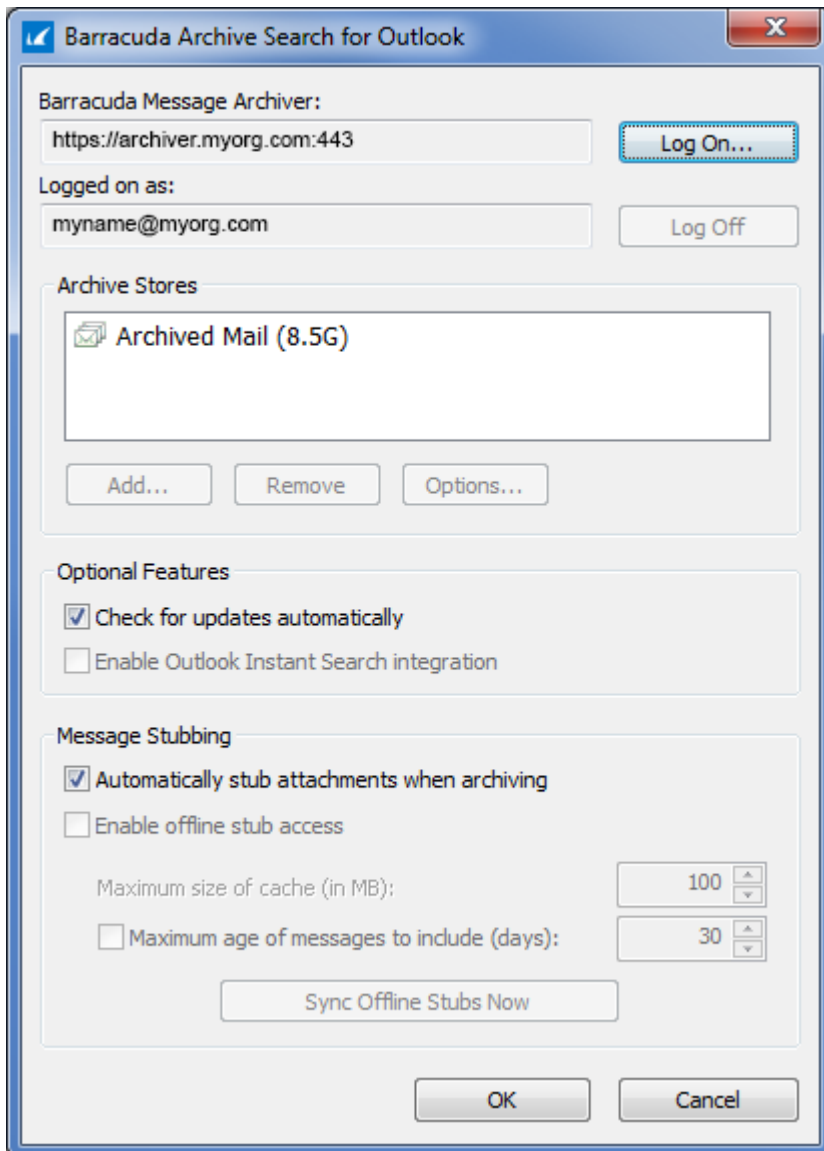 Barracuda Archive Search for Outlook
Barracuda Message Archiver:
https://archiver.myorg.com:443
Log On...
Logged on as:
myname@myorg.com
Log Off
Archive Stores
Archived Mail (8.5G)
Add...
Remove
Options...
Optional Features
Check for updates automatically
Enable Outlook Instant Search integration
Message Stubbing
Automatically stub attachments when archiving
Enable offline stub access
Maximum size of cache (in MB):
100
Maximum age of messages to include (days):
30
Sync Offline Stubs Now
OK
Cancel